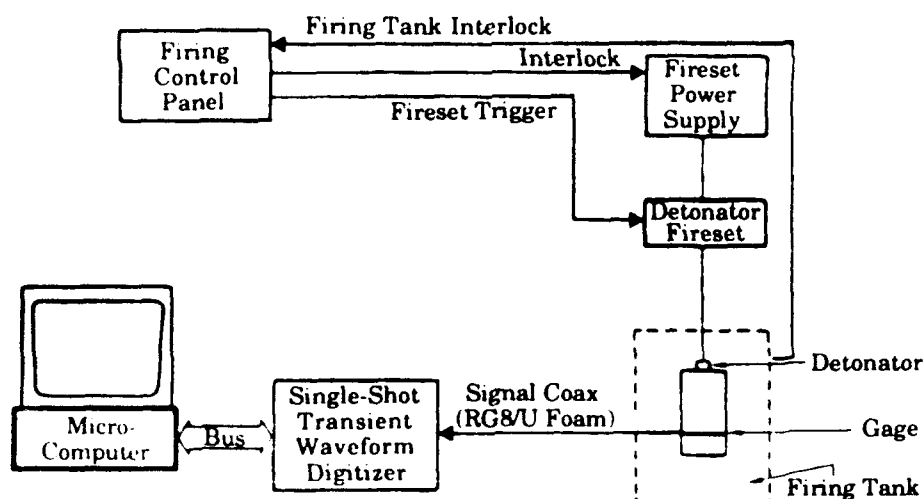 Firing Tank Interlock
Firing
Control
Panel
Interlock
Fireset
Power
Supply
Fireset Trigger
Detonator
Fireset
Detonator
Signal Coax
(RG8/U Foam)
Single-Shot
Transient
Waveform
Digitizer
Micro-
Computer
Bus
Gage
Firing Tank